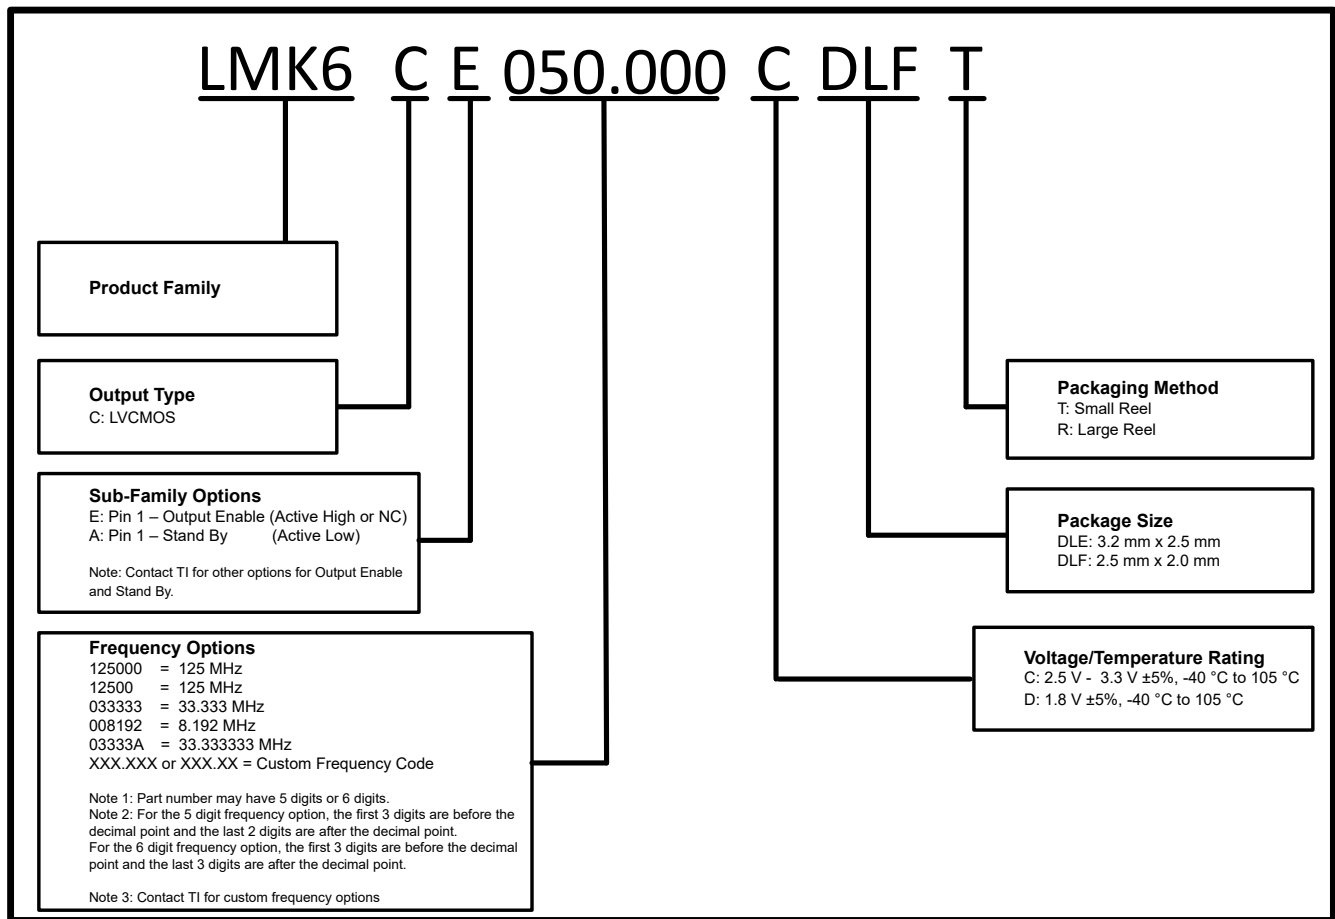 LMK6 C E 050.000 C DLF T
Product Family
Output Type
C: LVCMOS
Sub-Family Options
E: Pin 1 – Output Enable (Active High or NC)
A: Pin 1 – Stand By (Active Low)
Note: Contact TI for other options for Output Enable
and Stand By.
Frequency Options
125000 = 125 MHz
12500 = 125 MHz
033333 = 33.333 MHz
008192 = 8.192 MHz
03333A = 33.333333 MHz
XXX.XXX or XXX.XX = Custom Frequency Code
Note 1: Part number may have 5 digits or 6 digits.
Note 2: For the 5 digit frequency option, the first 3 digits are before the
decimal point and the last 2 digits are after the decimal point.
For the 6 digit frequency option, the first 3 digits are before the decimal
point and the last 3 digits are after the decimal point.
Note 3: Contact TI for custom frequency options
Packaging Method
T: Small Reel
R: Large Reel
Package Size
DLE: 3.2 mm x 2.5 mm
DLF: 2.5 mm x 2.0 mm
Voltage/Temperature Rating
C: 2.5 V - 3.3 V ±5%, -40 °C to 105 °C
D: 1.8 V ±5%, -40 °C to 105 °C